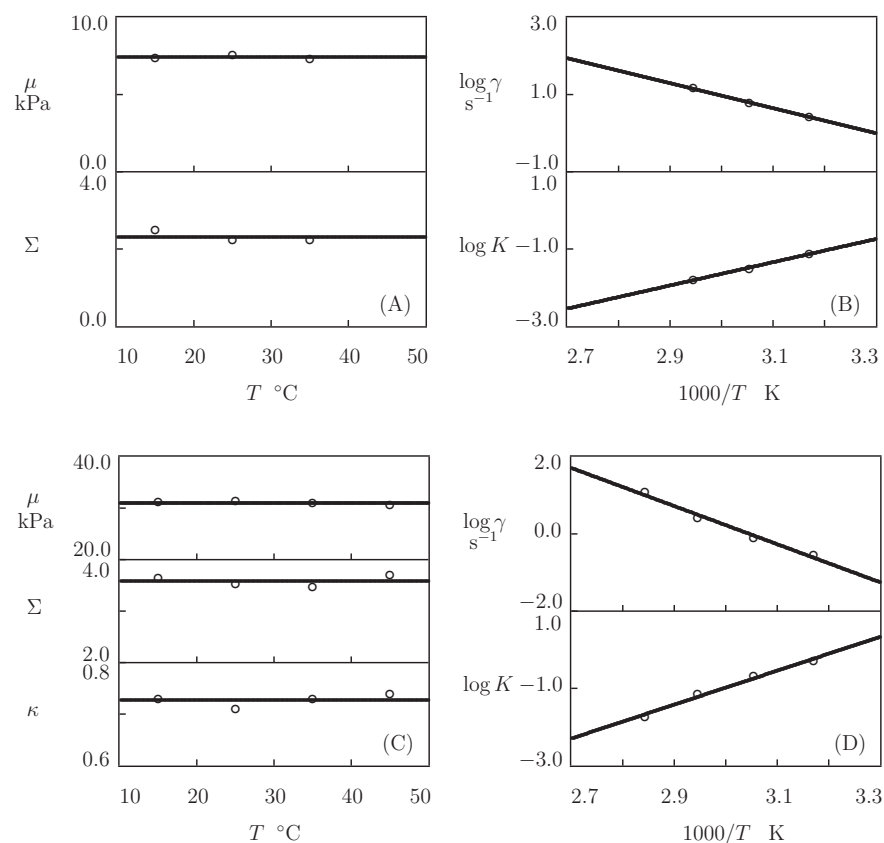 10.0
μ
kPa
0.0
4.0
Σ
0.0
(A)
10 20 30 40 50
T °C
3.0
log γ
s⁻¹
1.0
−1.0
1.0
log K −1.0
−3.0
(B)
2.7 2.9 3.1 3.3
1000/T K
40.0
μ
kPa
20.0
4.0
Σ
2.0
0.8
κ
0.6
(C)
10 20 30 40 50
T °C
2.0
log γ
s⁻¹
0.0
−2.0
1.0
log K −1.0
−3.0
(D)
2.7 2.9 3.1 3.3
1000/T K